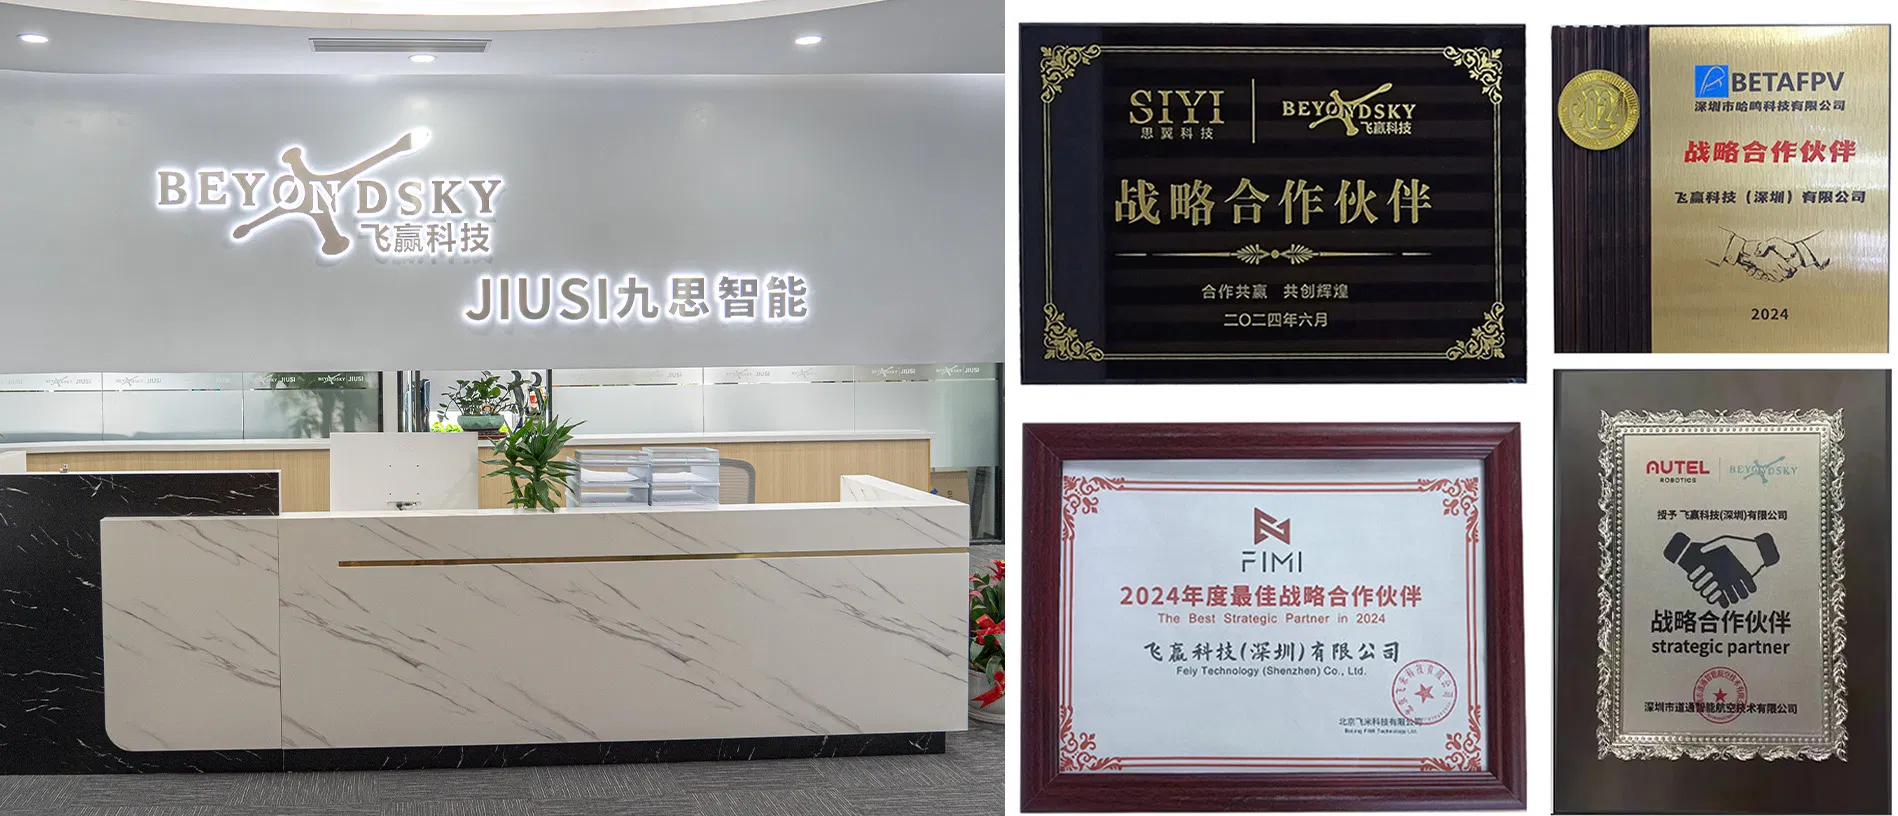 BEYONDSKY
飞赢科技
JIUSI九思智能
BEYONDSKY JIUSI
SIYI
思翼科技
BEYONDSKY
飞赢科技
战略合作伙伴
合作共赢 共创辉煌
二〇二四年六月
2024
BETAFPV
深圳市哈鸣科技有限公司
战略合作伙伴
飞赢科技（深圳）有限公司
2024
FIMI
2024年度最佳战略合作伙伴
The Best Strategic Partner in 2024
飞赢科技(深圳)有限公司
Feiy Technology (Shenzhen) Co., Ltd.
北京飞米科技有限公司
BeiJing FIMI Technology Ltd.
AUTEL
ROBOTICS
BEYONDSKY
授予 飞赢科技(深圳)有限公司
战略合作伙伴
strategic partner
深圳市道通智能航空技术有限公司